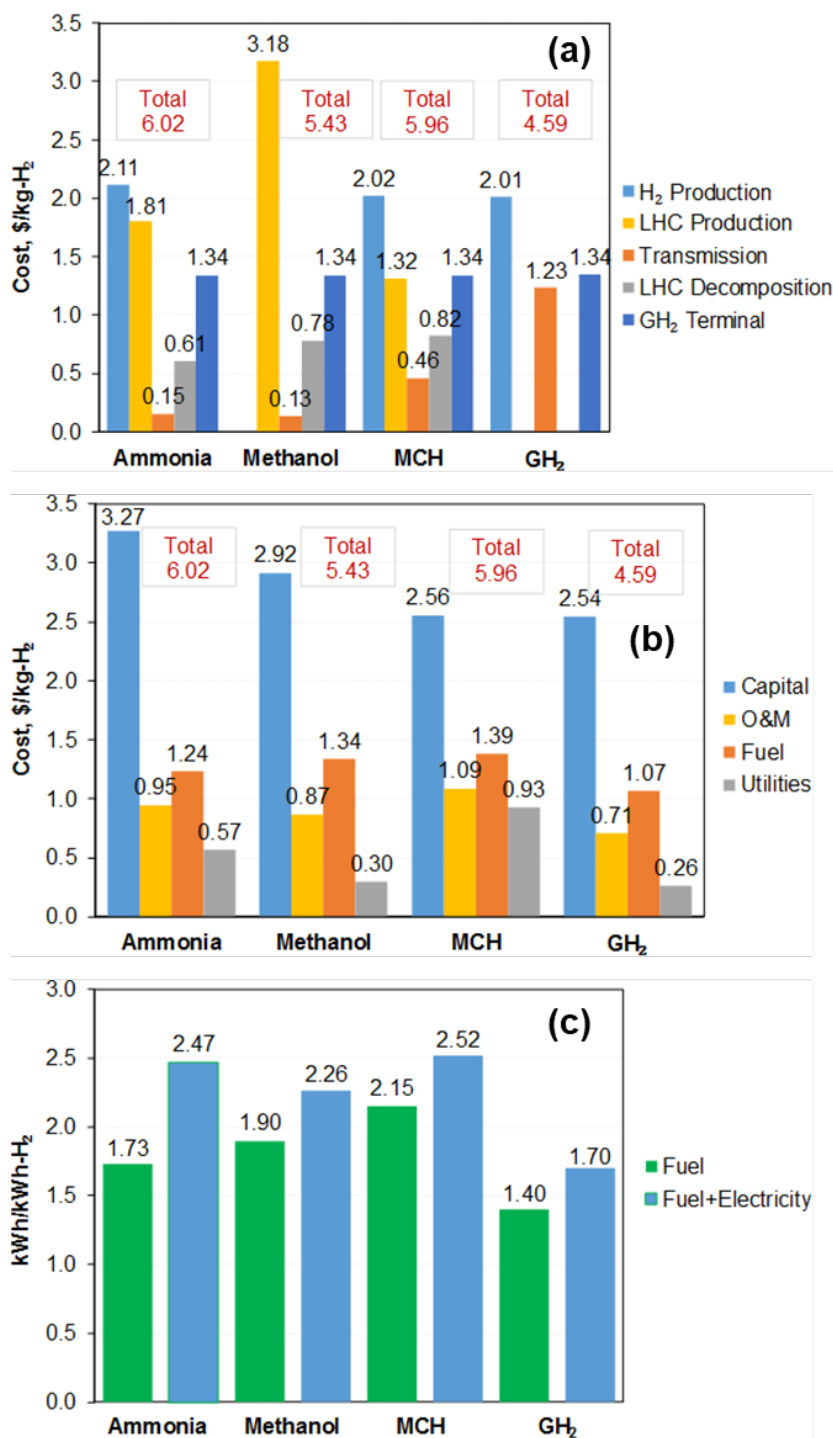 (a)
Cost, $/kg-H₂
3.5
3.0
2.5
2.0
1.5
1.0
0.5
0.0
Total
6.02
Total
5.43
Total
5.96
Total
4.59
2.11
1.81
0.15
0.61
1.34
3.18
0.13
0.78
1.34
2.02
1.32
0.46
0.82
1.34
2.01
1.23
1.34
Ammonia Methanol MCH GH₂
H₂ Production
LHC Production
Transmission
LHC Decomposition
GH₂ Terminal
(b)
Cost, $/kg-H₂
3.5
3.0
2.5
2.0
1.5
1.0
0.5
0.0
Total
6.02
Total
5.43
Total
5.96
Total
4.59
3.27
0.95
1.24
0.57
2.92
0.87
1.34
0.30
2.56
1.09
1.39
0.93
2.54
0.71
1.07
0.26
Ammonia Methanol MCH GH₂
Capital
O&M
Fuel
Utilities
(c)
kWh/kWh-H₂
3.0
2.5
2.0
1.5
1.0
0.5
0.0
1.73
2.47
1.90
2.26
2.15
2.52
1.40
1.70
Ammonia Methanol MCH GH₂
Fuel
Fuel+Electricity